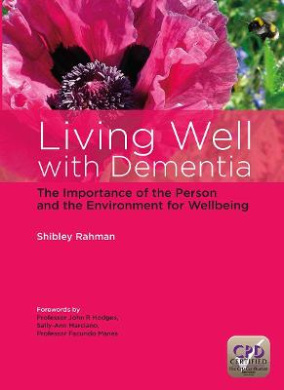 Living Well
with Dementia
The Importance of the Person
and the Environment for Wellbeing
Shibley Rahman
Forewords by
Professor John R Hodges,
Sally-Ann Marciano,
Professor Facundo Manes
CPD
CERTIFIED